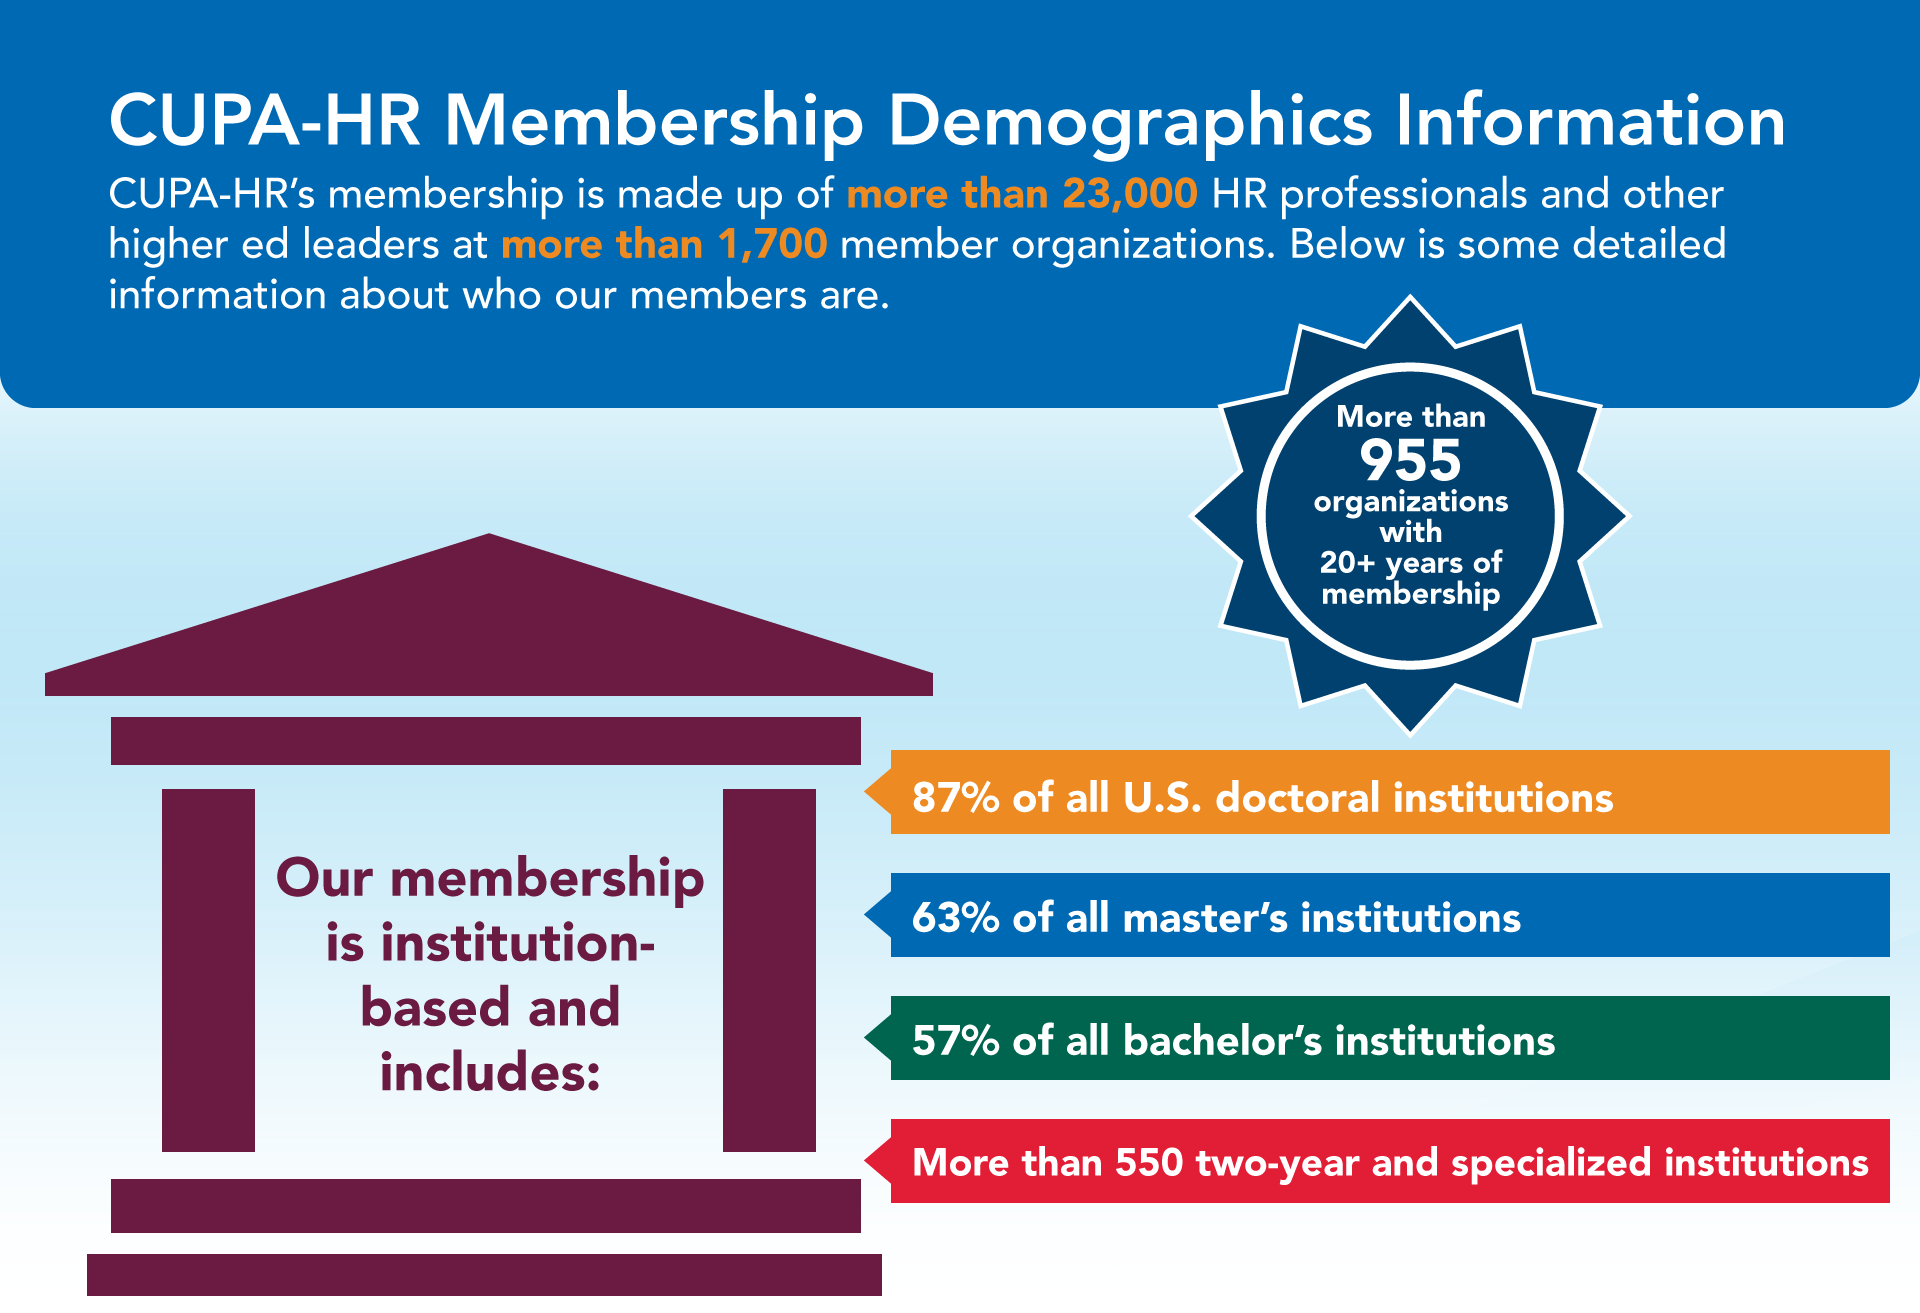 CUPA-HR Membership Demographics Information
CUPA-HR’s membership is made up of more than 23,000 HR professionals and other
higher ed leaders at more than 1,700 member organizations. Below is some detailed
information about who our members are.
More than
955
organizations
with
20+ years of
membership
Our membership
is institution-
based and
includes:
87% of all U.S. doctoral institutions
63% of all master’s institutions
57% of all bachelor’s institutions
More than 550 two-year and specialized institutions